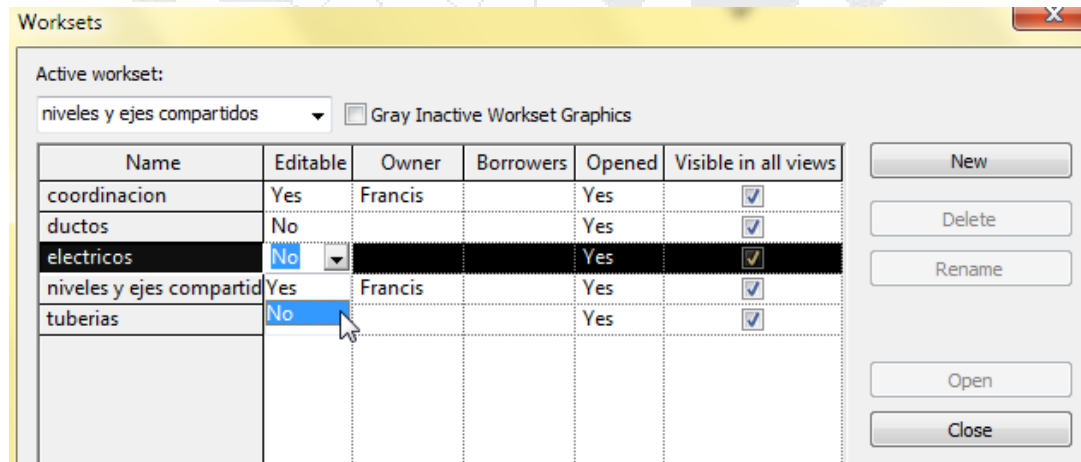 Worksets
Active workset:
niveles y ejes compartidos Gray Inactive Workset Graphics
Name Editable Owner Borrowers Opened Visible in all views New
coordinacion Yes Francis Yes
ductos No Yes Delete
electricos No Yes Rename
niveles y ejes compartid Yes Francis Yes
tuberias No Yes
Open
Close